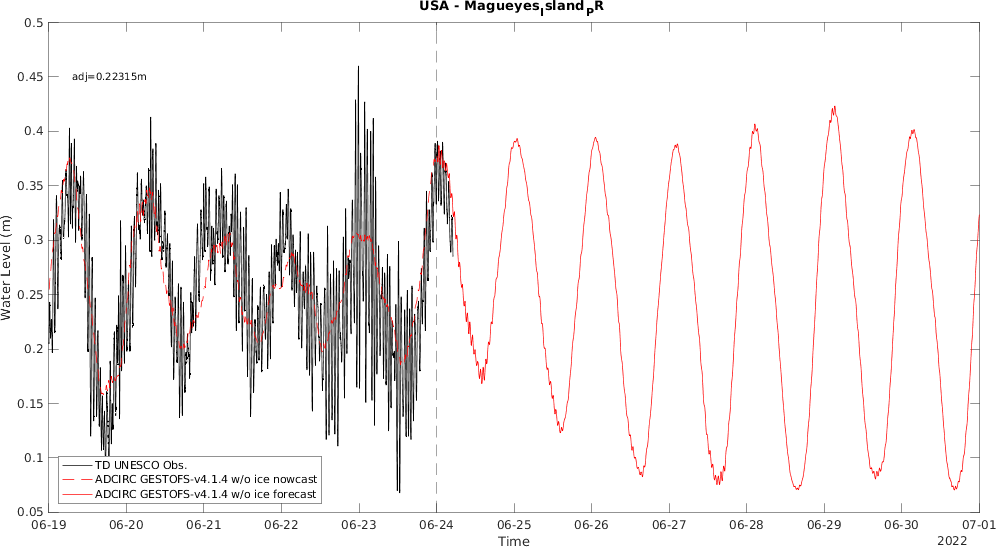 USA - Magueyes_Island_PR
0.5
0.45
0.4
0.35
0.3
0.25
0.2
0.15
0.1
0.05
Water Level (m)
adj=0.22315m
TD UNESCO Obs.
ADCIRC GESTOFS-v4.1.4 w/o ice nowcast
ADCIRC GESTOFS-v4.1.4 w/o ice forecast
06-19 06-20 06-21 06-22 06-23 06-24 06-25 06-26 06-27 06-28 06-29 06-30 07-01
Time
2022